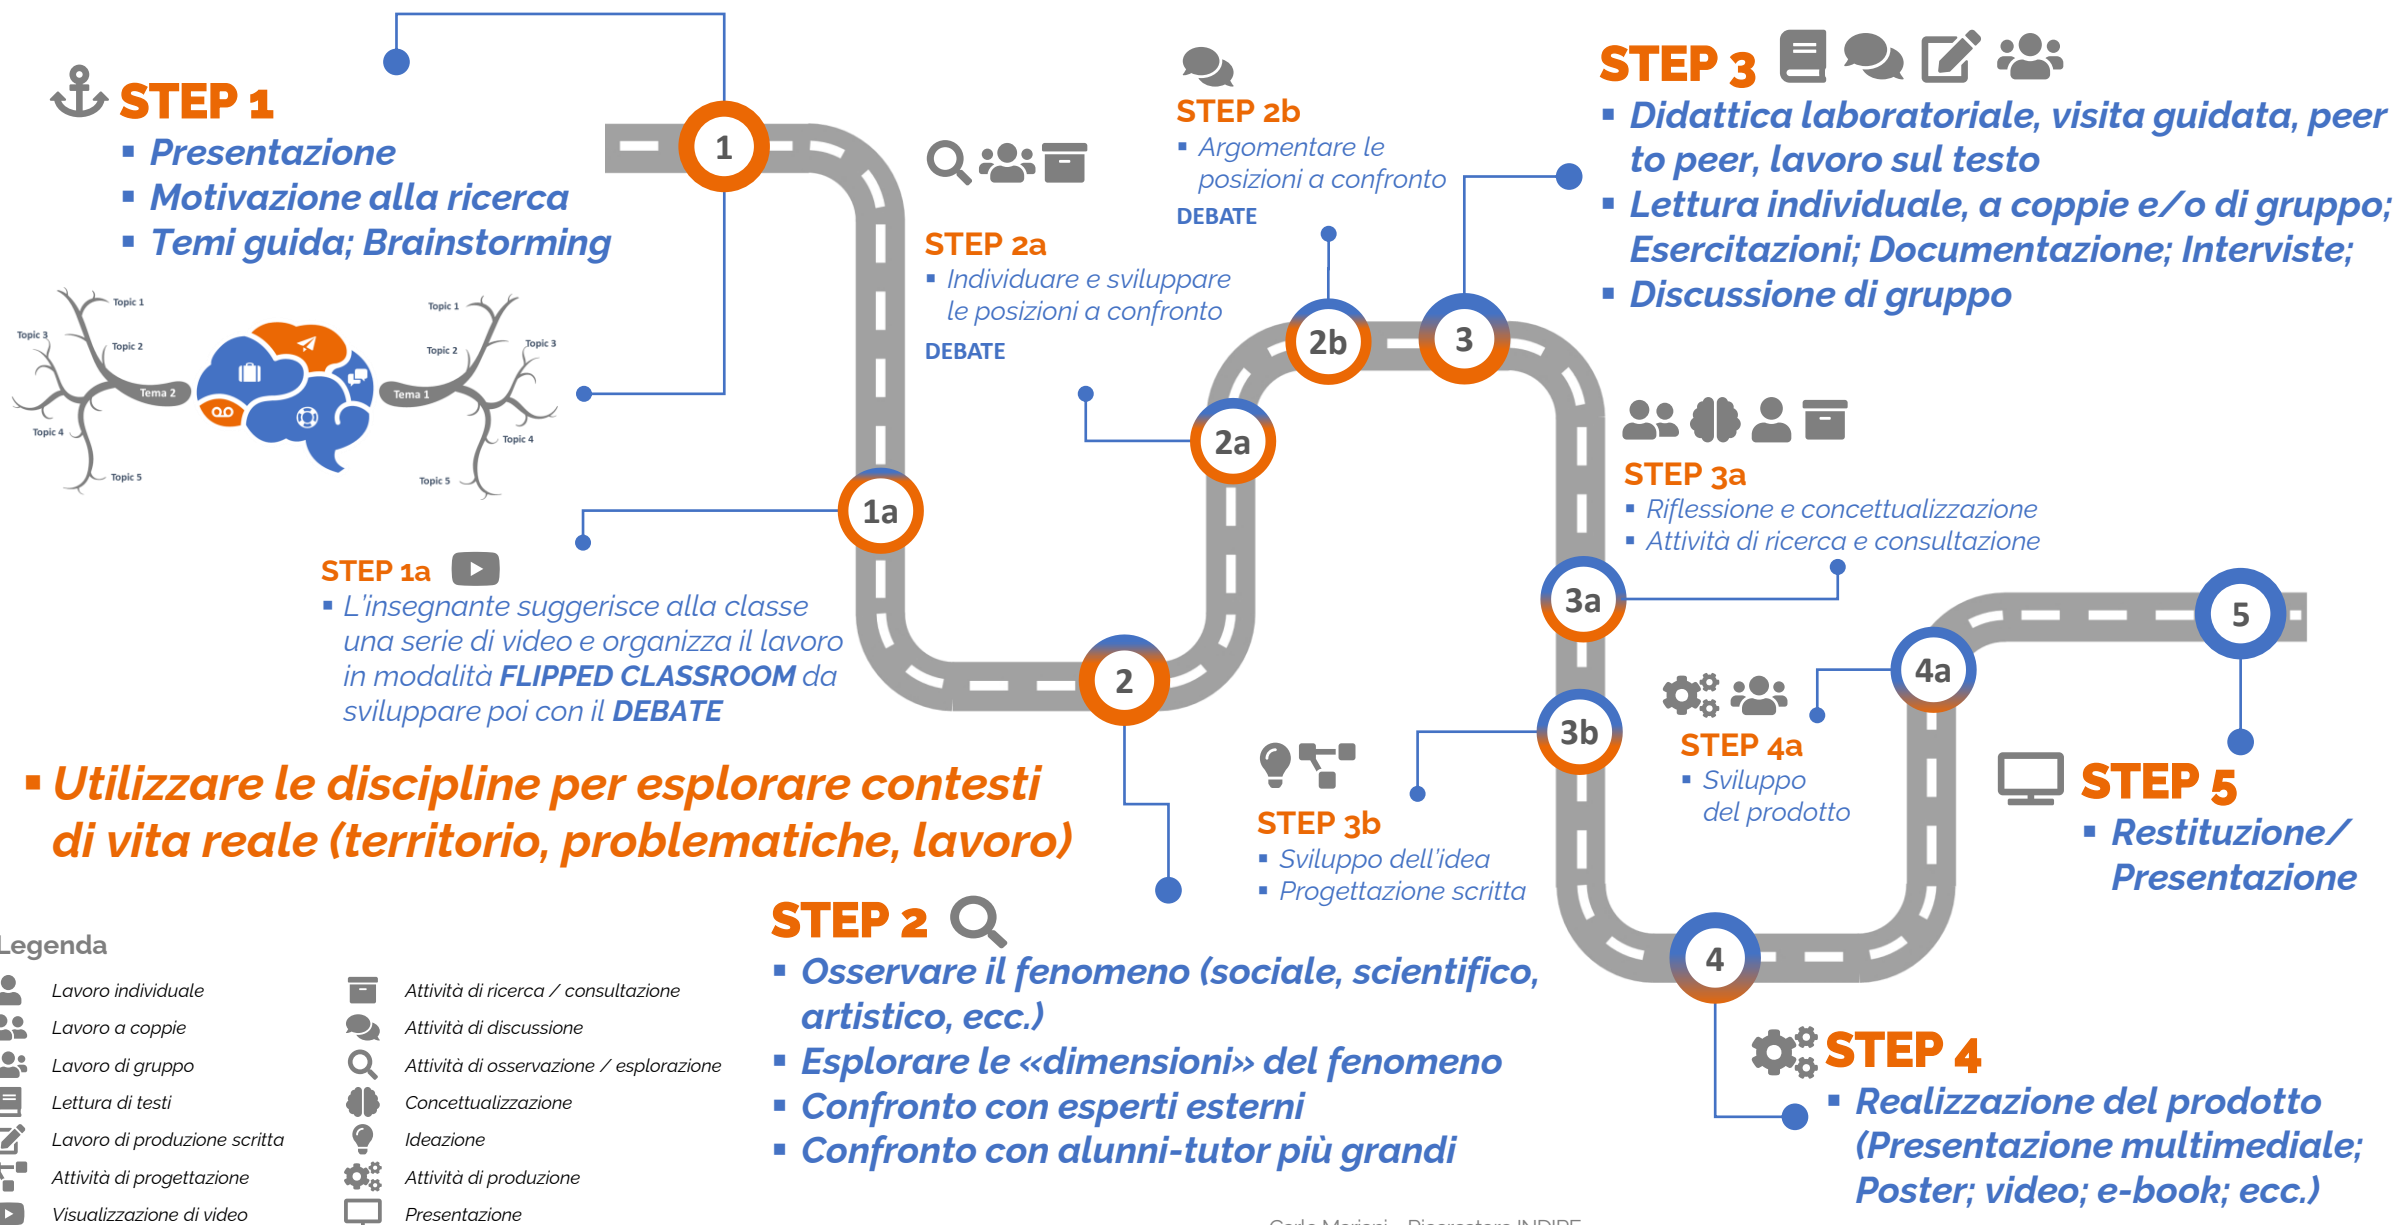 STEP 1
▪ Presentazione
▪ Motivazione alla ricerca
▪ Temi guida; Brainstorming
Topic 1
Topic 3
Topic 2
Tema 2
Topic 4
Topic 5
Topic 1
Topic 2
Topic 3
Tema 1
Topic 4
Topic 5
1
1a
STEP 1a
▪ L'insegnante suggerisce alla classe
una serie di video e organizza il lavoro
in modalità FLIPPED CLASSROOM da
sviluppare poi con il DEBATE
▪ Utilizzare le discipline per esplorare contesti
di vita reale (territorio, problematiche, lavoro)
2
STEP 2
▪ Osservare il fenomeno (sociale, scientifico,
artistico, ecc.)
▪ Esplorare le «dimensioni» del fenomeno
▪ Confronto con esperti esterni
▪ Confronto con alunni-tutor più grandi
STEP 2a
▪ Individuare e sviluppare
le posizioni a confronto
DEBATE
2a
STEP 2b
▪ Argomentare le
posizioni a confronto
DEBATE
2b
3
STEP 3
▪ Didattica laboratoriale, visita guidata, peer
to peer, lavoro sul testo
▪ Lettura individuale, a coppie e/o di gruppo;
Esercitazioni; Documentazione; Interviste;
▪ Discussione di gruppo
STEP 3a
▪ Riflessione e concettualizzazione
▪ Attività di ricerca e consultazione
3a
3b
STEP 3b
▪ Sviluppo dell'idea
▪ Progettazione scritta
4
STEP 4
▪ Realizzazione del prodotto
(Presentazione multimediale;
Poster; video; e-book; ecc.)
STEP 4a
▪ Sviluppo
del prodotto
4a
5
STEP 5
▪ Restituzione/
Presentazione
Legenda
Lavoro individuale
Lavoro a coppie
Lavoro di gruppo
Lettura di testi
Lavoro di produzione scritta
Attività di progettazione
Visualizzazione di video
Attività di ricerca / consultazione
Attività di discussione
Attività di osservazione / esplorazione
Concettualizzazione
Ideazione
Attività di produzione
Presentazione